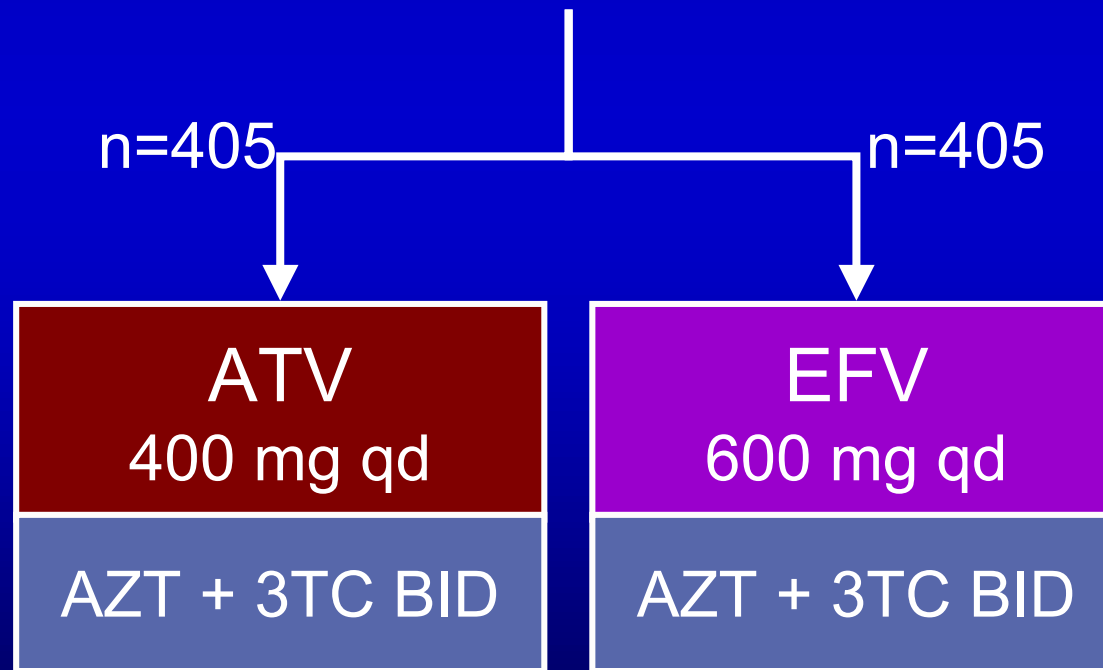 n=405
n=405
ATV
400 mg qd
AZT + 3TC BID
EFV
600 mg qd
AZT + 3TC BID